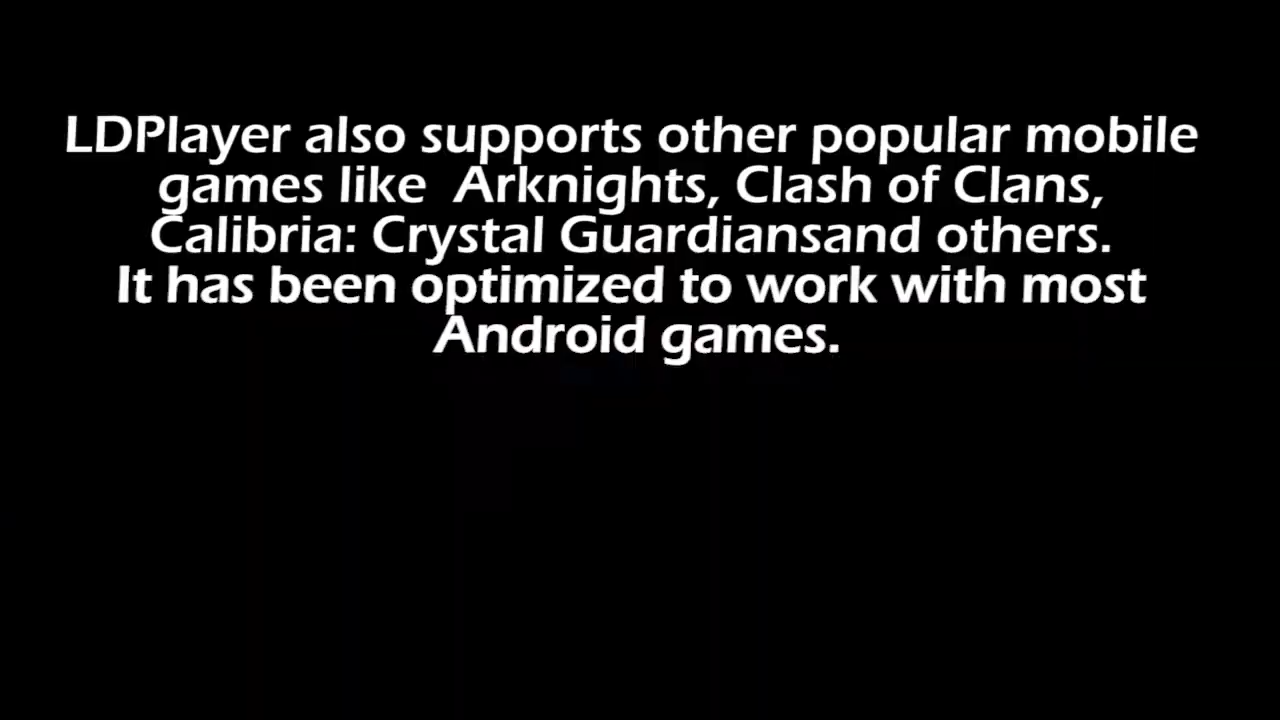 LDPlayer also supports other popular mobile
games like  Arknights, Clash of Clans,
Calibria: Crystal Guardiansand others.
It has been optimized to work with most
Android games.